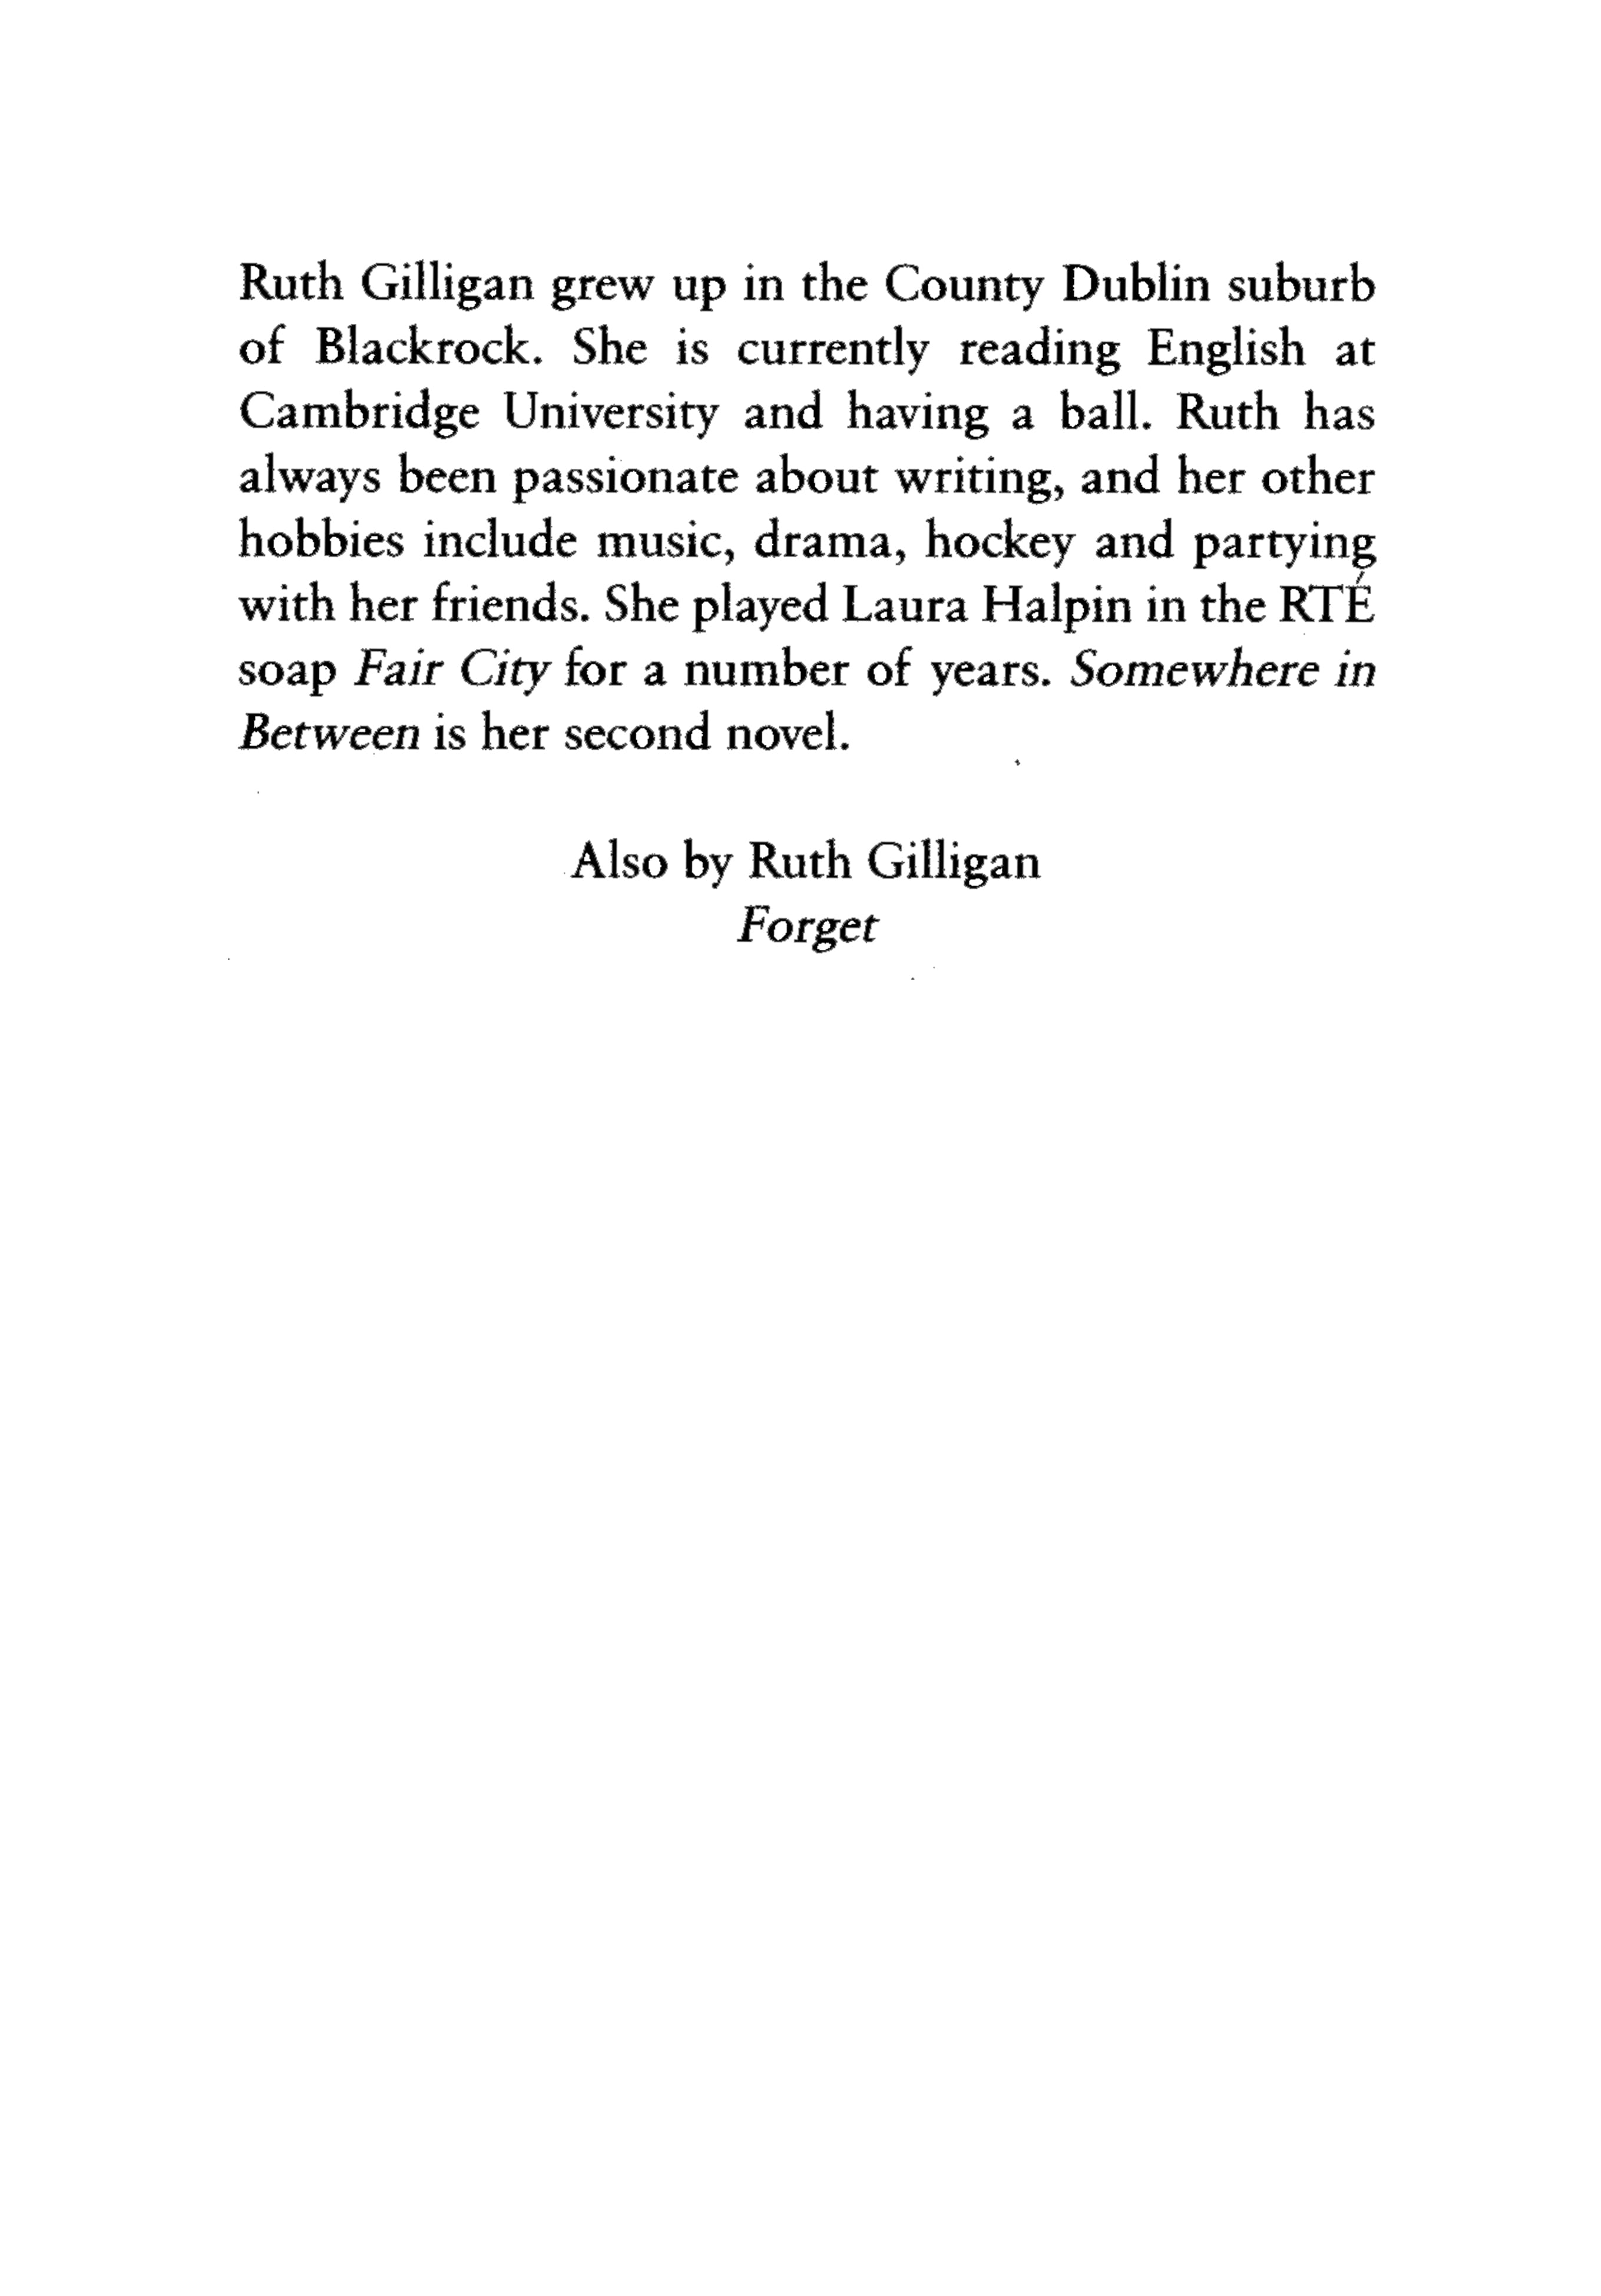 Ruth Gilligan grew up in the County Dublin suburb
of Blackrock. She is currently reading English at
Cambridge University and having a ball. Ruth has
always been passionate about writing, and her other
hobbies include music, drama, hockey and partying
with her friends. She played Laura Halpin in the RTÉ
soap Fair City for a number of years. Somewhere in
Between is her second novel.
Also by Ruth Gilligan
Forget